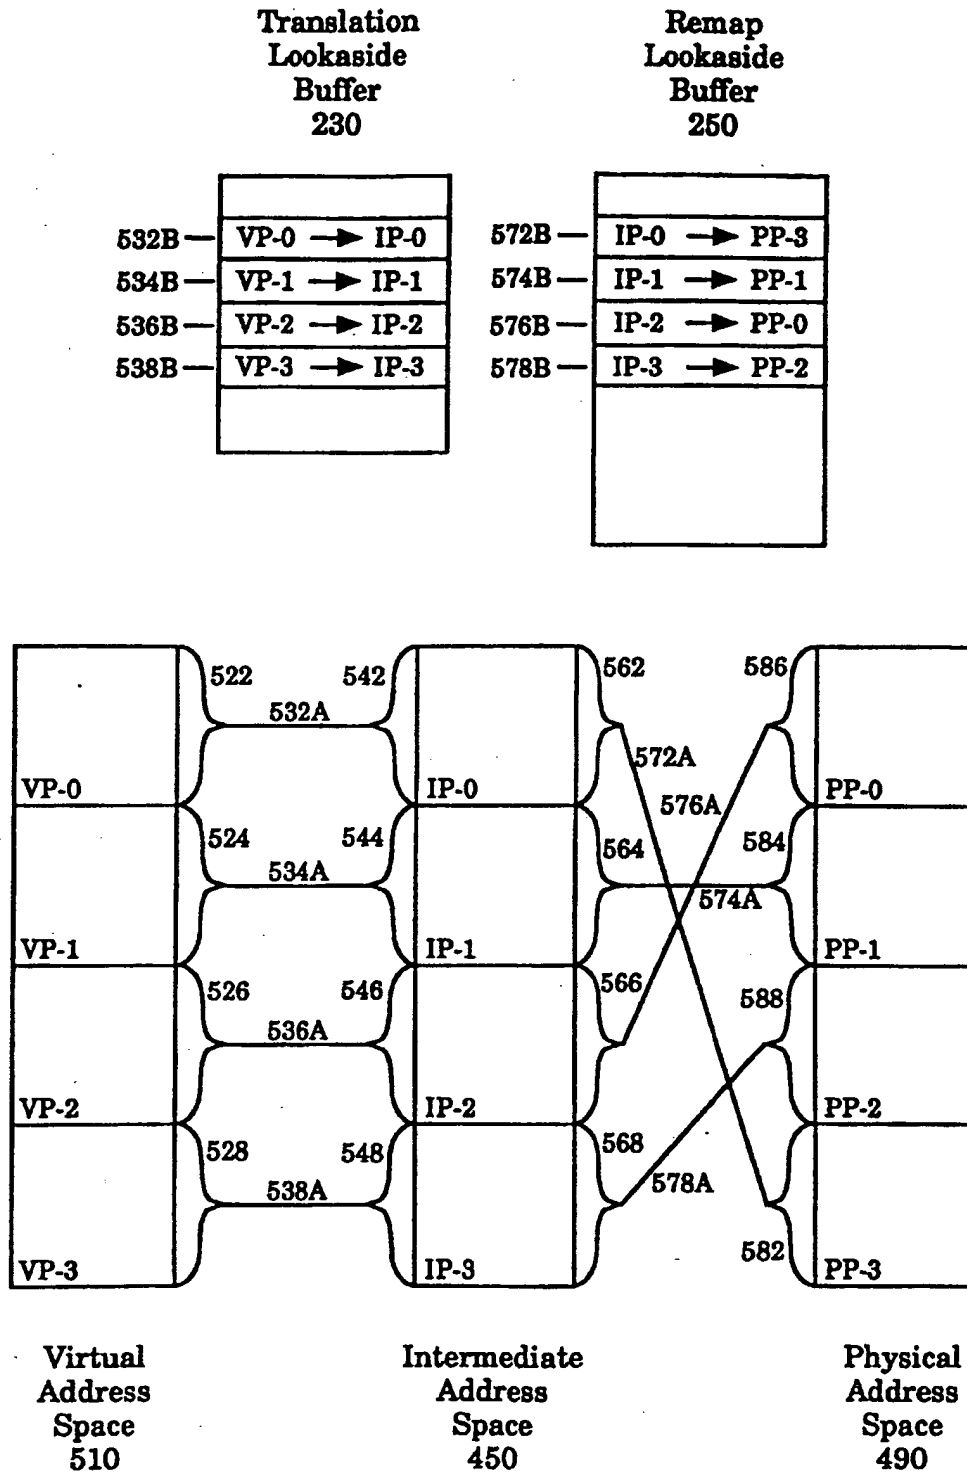 Translation
Lookaside
Buffer
230
Remap
Lookaside
Buffer
250
532B VP-0 → IP-0
534B VP-1 → IP-1
536B VP-2 → IP-2
538B VP-3 → IP-3
572B IP-0 → PP-3
574B IP-1 → PP-1
576B IP-2 → PP-0
578B IP-3 → PP-2
522 542 562 586
532A
572A
VP-0 IP-0 576A PP-0
524 544 564 584
534A 574A
VP-1 IP-1 PP-1
526 546 566 588
536A
VP-2 IP-2 PP-2
528 548 568
538A 578A
582
VP-3 IP-3 PP-3
Virtual
Address
Space
510
Intermediate
Address
Space
450
Physical
Address
Space
490